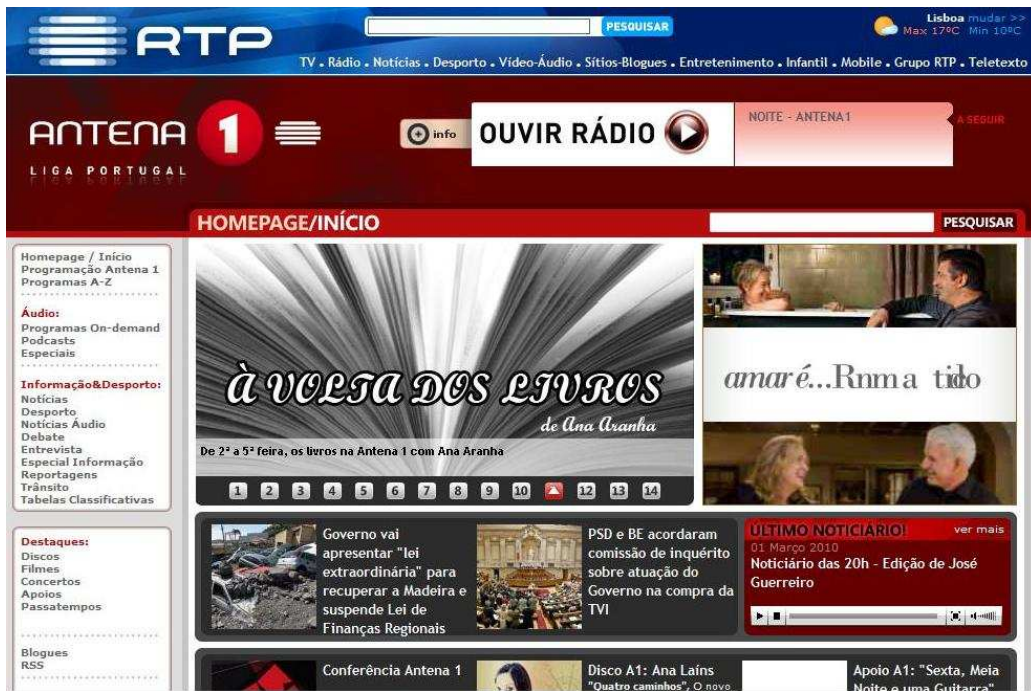 RTP
PESQUISAR
Lisboa mudar >>
Max 17ºC Min 10ºC
TV . Rádio . Notícias . Desporto . Vídeo-Áudio . Sítios-Blogues . Entretenimento . Infantil . Mobile . Grupo RTP . Teletexto
ANTENA 1
LIGA PORTUGAL
info
OUVIR RÁDIO
NOITE - ANTENA1
A SEGUIR
HOMEPAGE/INÍCIO
PESQUISAR
Homepage / Início
Programação Antena 1
Programas A-Z
Áudio:
Programas On-demand
Podcasts
Especiais
Informação&Desporto:
Notícias
Desporto
Notícias Áudio
Debate
Entrevista
Especial Informação
Reportagens
Trânsito
Tabelas Classificativas
Destaques:
Discos
Filmes
Concertos
Apoios
Passatempos
Blogues
RSS
À VOLTA DOS LIVROS
de Ana Aranha
De 2ª a 5ª feira, os livros na Antena 1 com Ana Aranha
1 2 3 4 5 6 7 8 9 10 12 13 14
amar é...
Governo vai
apresentar "lei
extraordinária" para
recuperar a Madeira e
suspende Lei de
Finanças Regionais
PSD e BE acordaram
comissão de inquérito
sobre atuação do
Governo na compra da
TVI
ÚLTIMO NOTICIÁRIO!
ver mais
01 Março 2010
Noticiário das 20h - Edição de José
Guerreiro
Conferência Antena 1
Disco A1: Ana Laíns
"Quatro caminhos", O novo
Apoio A1: "Sexta, Meia
Noite e uma Guitarra"